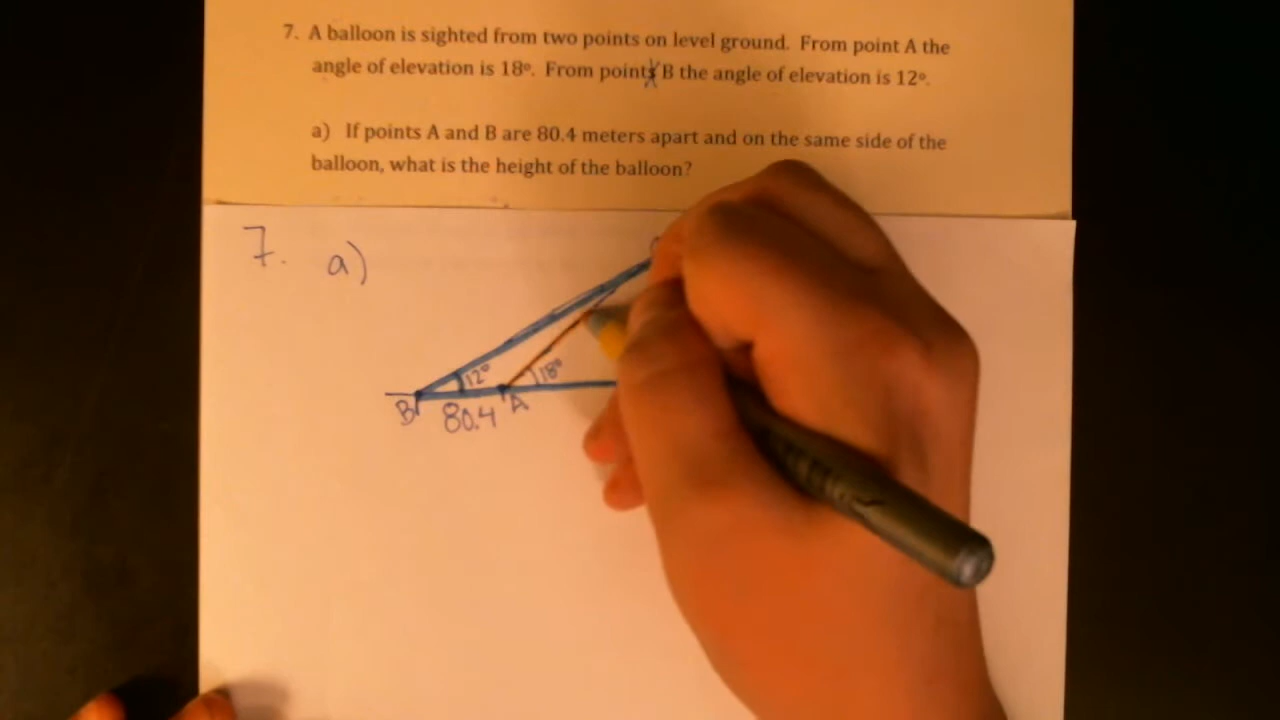 7. A balloon is sighted from two points on level ground. From point A the
angle of elevation is 18º. From points B the angle of elevation is 12º.
a) If points A and B are 80.4 meters apart and on the same side of the
balloon, what is the height of the balloon?
7. a)
12° 18°
B 80.4 A